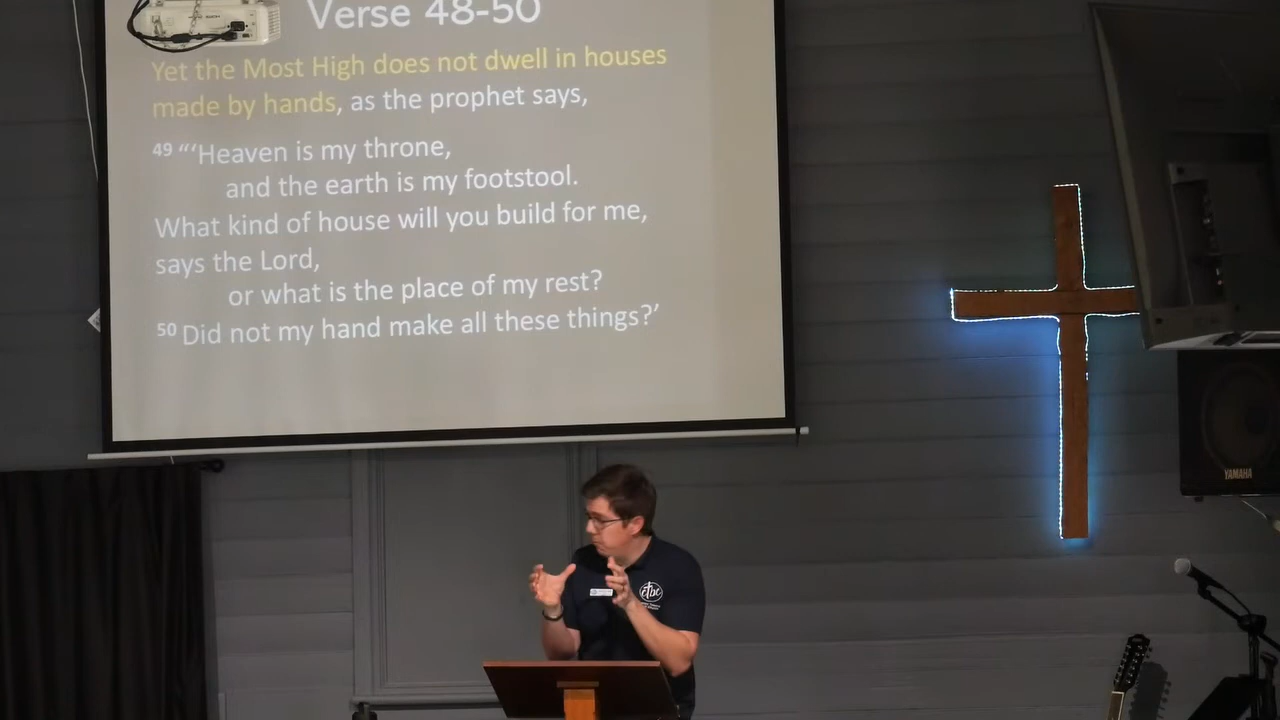 Verse 48-50
Yet the Most High does not dwell in houses
made by hands, as the prophet says,
49 “‘Heaven is my throne,
and the earth is my footstool.
What kind of house will you build for me,
says the Lord,
or what is the place of my rest?
50 Did not my hand make all these things?’
YAMAHA